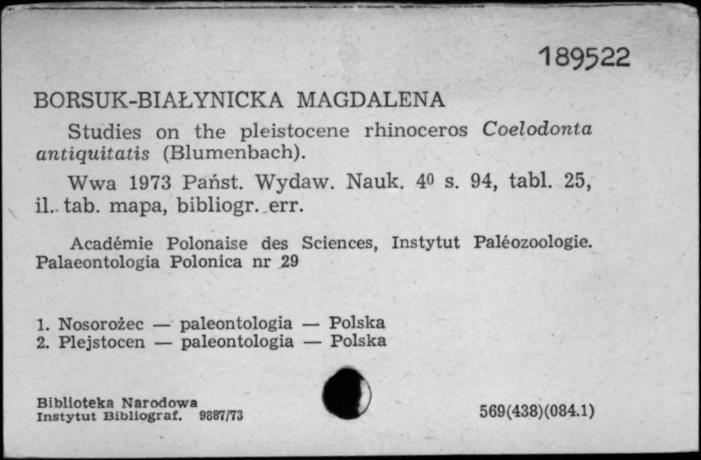 189522
BORSUK-BIAŁYNICKA MAGDALENA
Studies on the pleistocene rhinoceros Coelodonta
antiquitatis (Blumenbach).
Wwa 1973 Państ. Wydaw. Nauk. 4⁰ s. 94, tabl. 25,
il. tab. mapa, bibliogr. err.
Académie Polonaise des Sciences, Instytut Paléozoologie.
Palaeontologia Polonica nr 29
1. Nosorożec — paleontologia — Polska
2. Plejstocen — paleontologia — Polska
Biblioteka Narodowa
Instytut Bibliograf. 9887/73
569(438)(084.1)